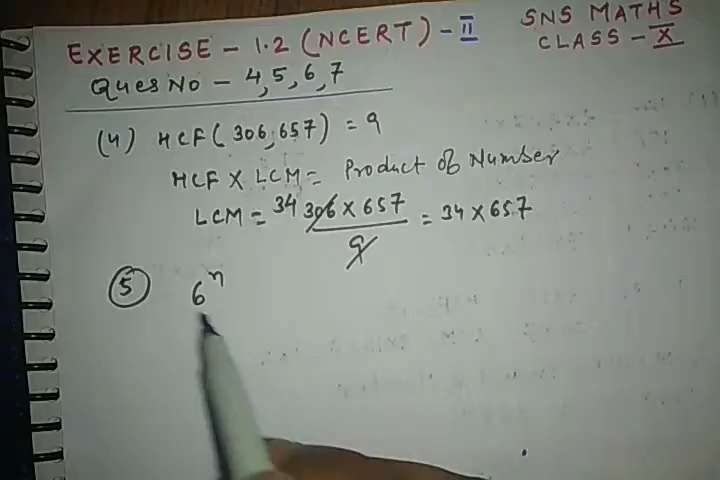 EXERCISE - 1.2 (NCERT) - II
SNS MATHS
CLASS - X
Ques No - 4,5,6,7
(4) HCF(306,657) = 9
HCF X LCM = Product of Number
LCM = 34 306 X 657 / 9 = 34 X 657
5 6^n